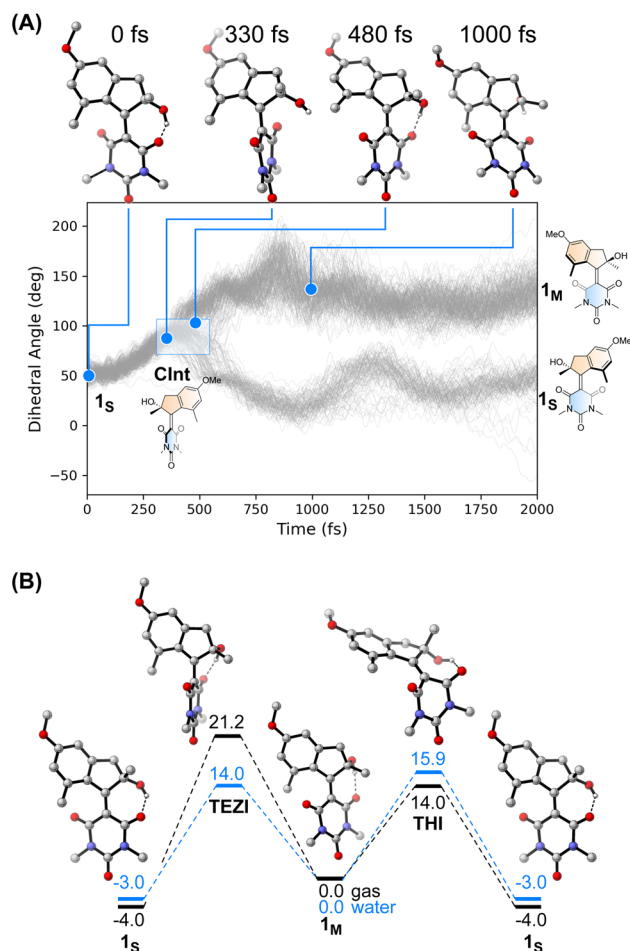 (A)
0 fs 330 fs 480 fs 1000 fs
Dihedral Angle (deg)
200
150
100
50
0
−50
0 250 500 750 1000 1250 1500 1750 2000
Time (fs)
1S
CInt
HO
OMe
O
O
N
N
O
MeO
OH
O
O
N
N
O
1M
OMe
HO
O
O
N
N
O
1S
(B)
21.2
14.0
TEZI
15.9
14.0
THI
-3.0
-4.0
1S
0.0 gas
0.0 water
1M
-3.0
-4.0
1S